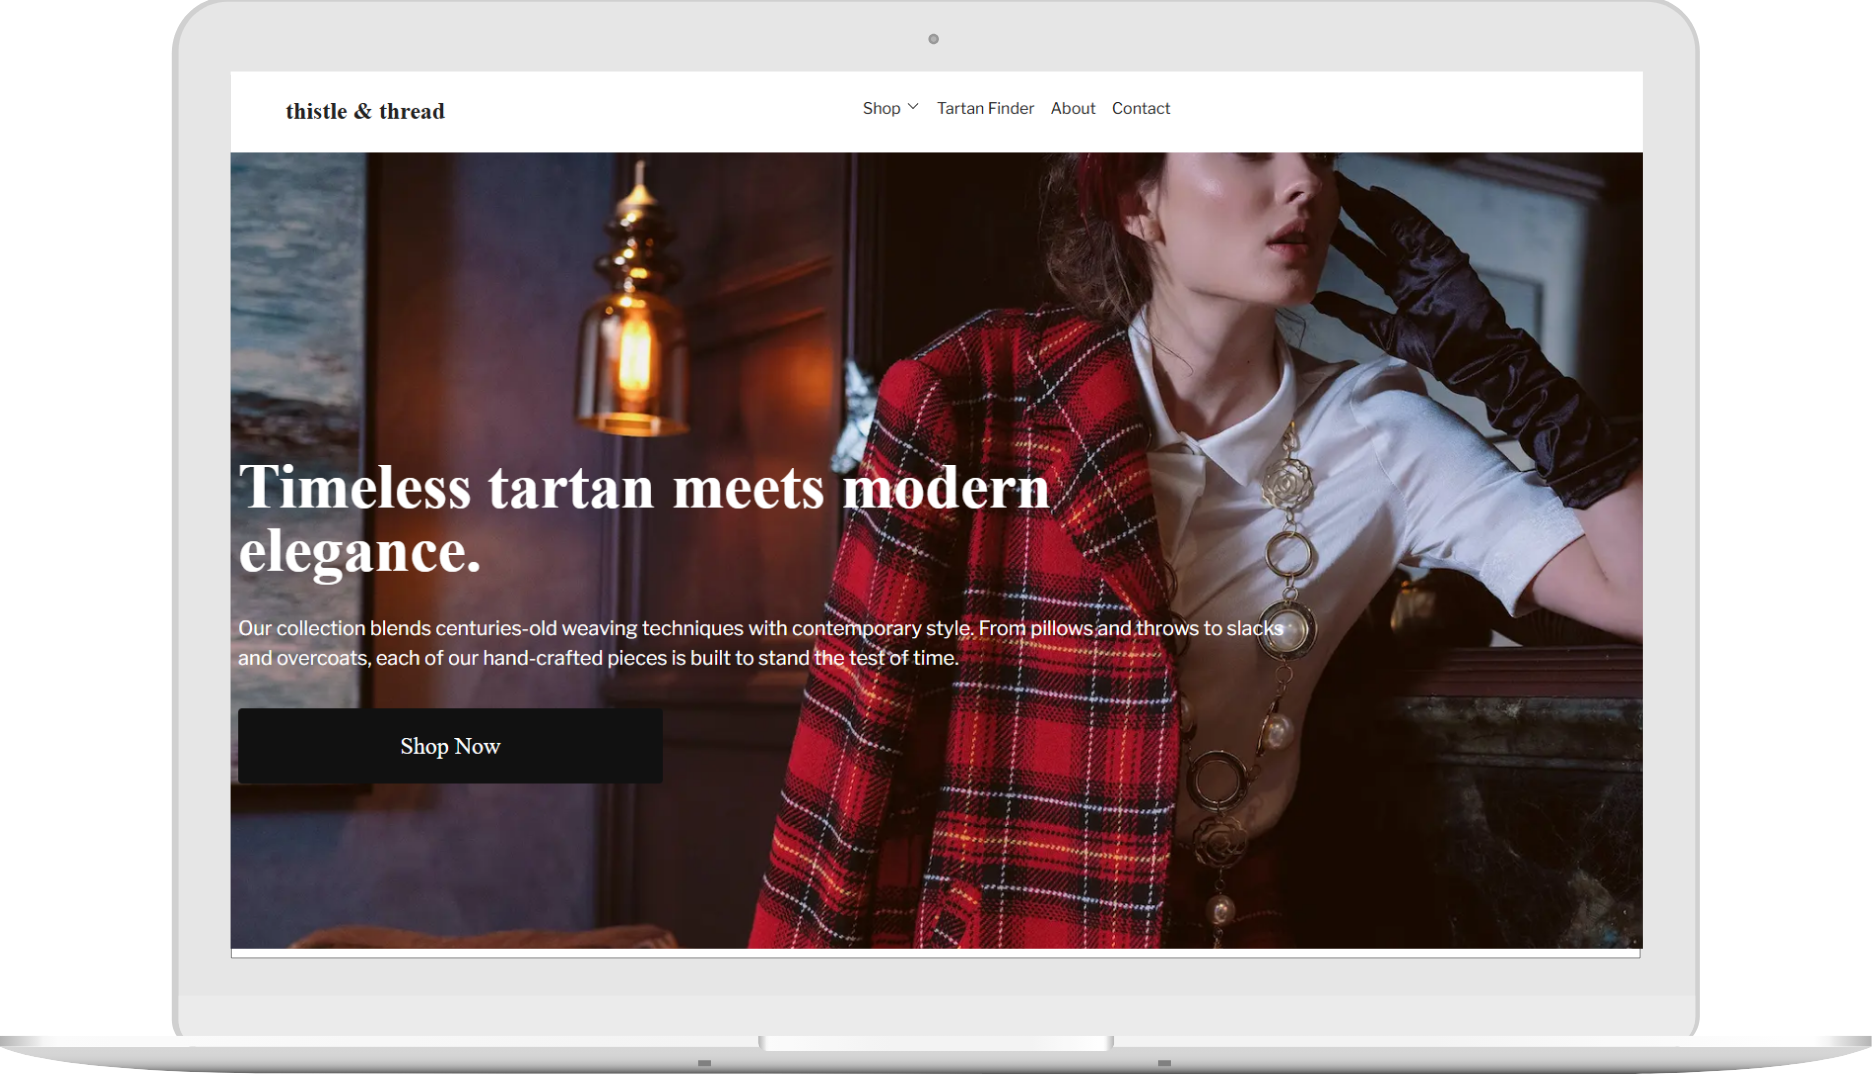 thistle & thread
Shop Tartan Finder About Contact
Timeless tartan meets modern
elegance.
Our collection blends centuries-old weaving techniques with contemporary style. From pillows and throws to slacks
and overcoats, each of our hand-crafted pieces is built to stand the test of time.
Shop Now